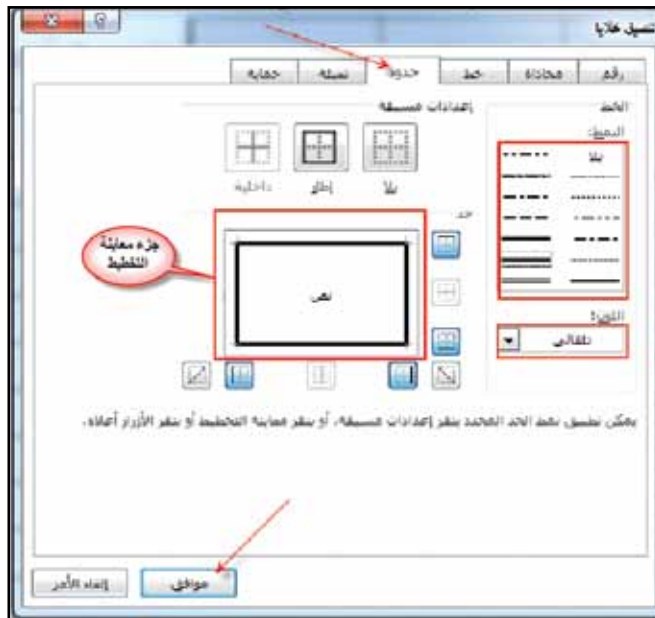 تنسيق خلايا
رقم محاذاة خط حدود تعبئة حماية
الخط
النمط:
بلا
اللون:
تلقائي
إعدادات مسبقة
بلا إطار داخلية
حد
نص
جزء معاينة
التخطيط
يمكن تطبيق نمط الحد المحدد بنقر إعدادات مسبقة، أو بنقر معاينة التخطيط أو بنقر الأزرار أعلاه.
موافق إلغاء الأمر